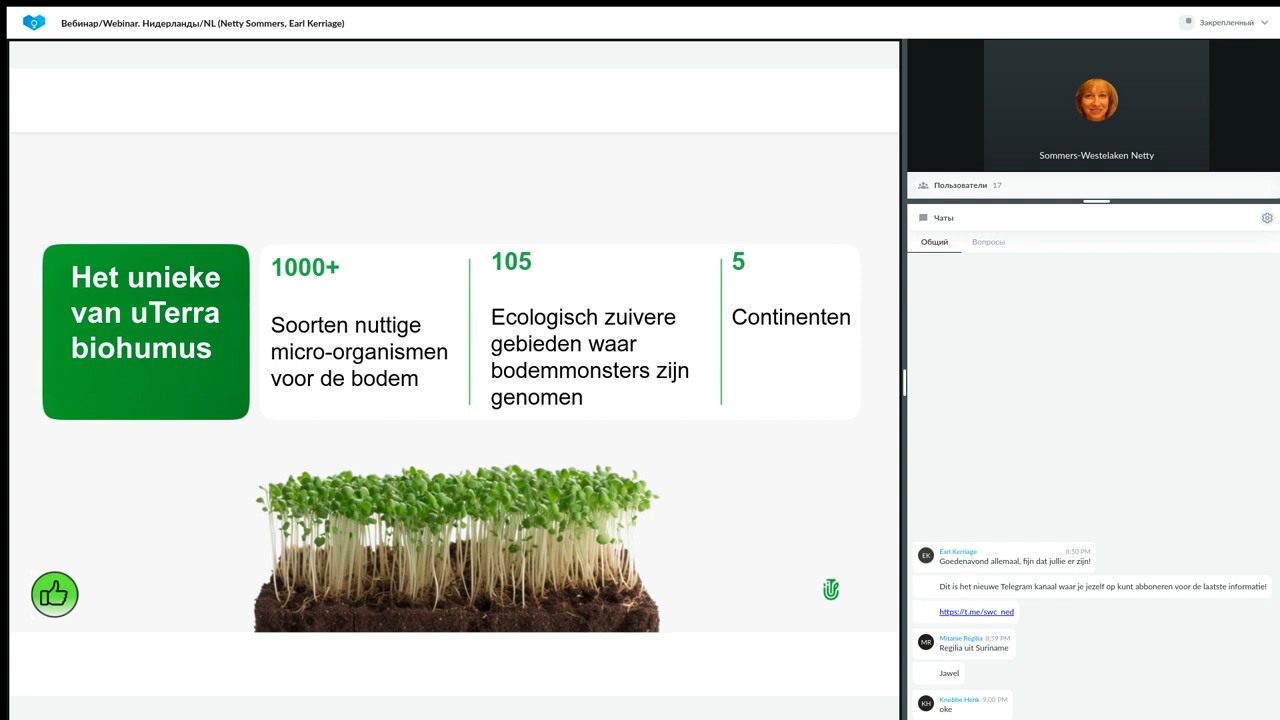 Вебинар/Webinar. Нидерланды/NL (Netty Sommers, Earl Kerriage)
Закрепленный
Het unieke
van uTerra
biohumus
1000+
Soorten nuttige
micro-organismen
voor de bodem
105
Ecologisch zuivere
gebieden waar
bodemmonsters zijn
genomen
5
Continenten
Sommers-Westelaken Netty
Пользователи 17
Чаты
Общий Вопросы
EK
Earl Kerriage 8:50 PM
Goedenavond allemaal, fijn dat jullie er zijn!
Dit is het nieuwe Telegram kanaal waar je jezelf op kunt abboneren voor de laatste informatie!
https://t.me/swc_ned
MR
Mitanie Regilia 8:59 PM
Regilia uit Suriname
Jawel
KH
Knobbe Henk 9:00 PM
oke